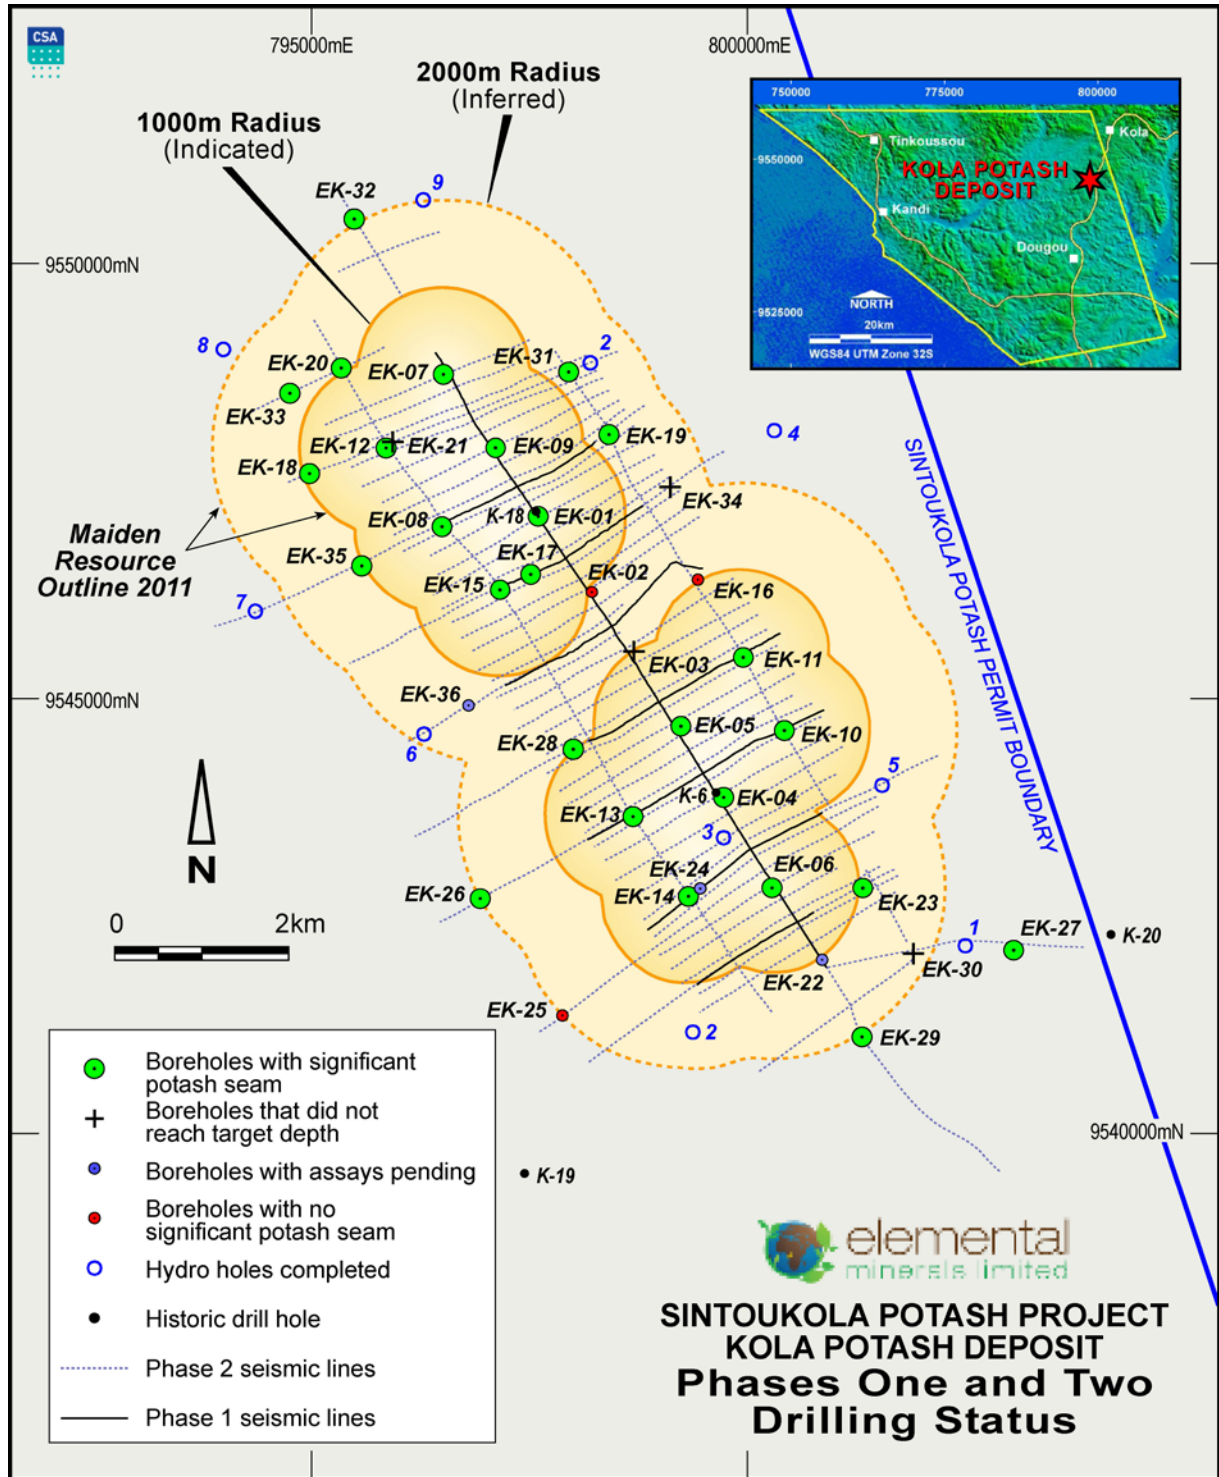 CSA
795000mE
800000mE
2000m Radius
(Inferred)
1000m Radius
(Indicated)
750000
775000
800000
Tinkoussou
Kola
9550000
KOLA POTASH
DEPOSIT
Kandi
Dougou
NORTH
9525000
20km
WGS84 UTM Zone 32S
EK-32
9
9550000mN
8
EK-20
EK-07
EK-31
2
EK-33
EK-12
EK-21
EK-09
EK-19
4
EK-18
EK-34
Maiden
Resource
Outline 2011
EK-08
K-18
EK-01
EK-35
EK-17
EK-15
EK-02
EK-16
7
SINTOUKOLA POTASH PERMIT BOUNDARY
EK-03
EK-11
EK-36
9545000mN
6
EK-28
EK-05
EK-10
5
K-6
EK-04
EK-13
3
N
EK-24
EK-06
EK-26
EK-14
EK-23
0
2km
1
EK-27
K-20
EK-30
EK-22
EK-25
2
EK-29
9540000mN
K-19
Boreholes with significant
potash seam
Boreholes that did not
reach target depth
Boreholes with assays pending
Boreholes with no
significant potash seam
Hydro holes completed
Historic drill hole
Phase 2 seismic lines
Phase 1 seismic lines
elemental
minerals limited
SINTOUKOLA POTASH PROJECT
KOLA POTASH DEPOSIT
Phases One and Two
Drilling Status